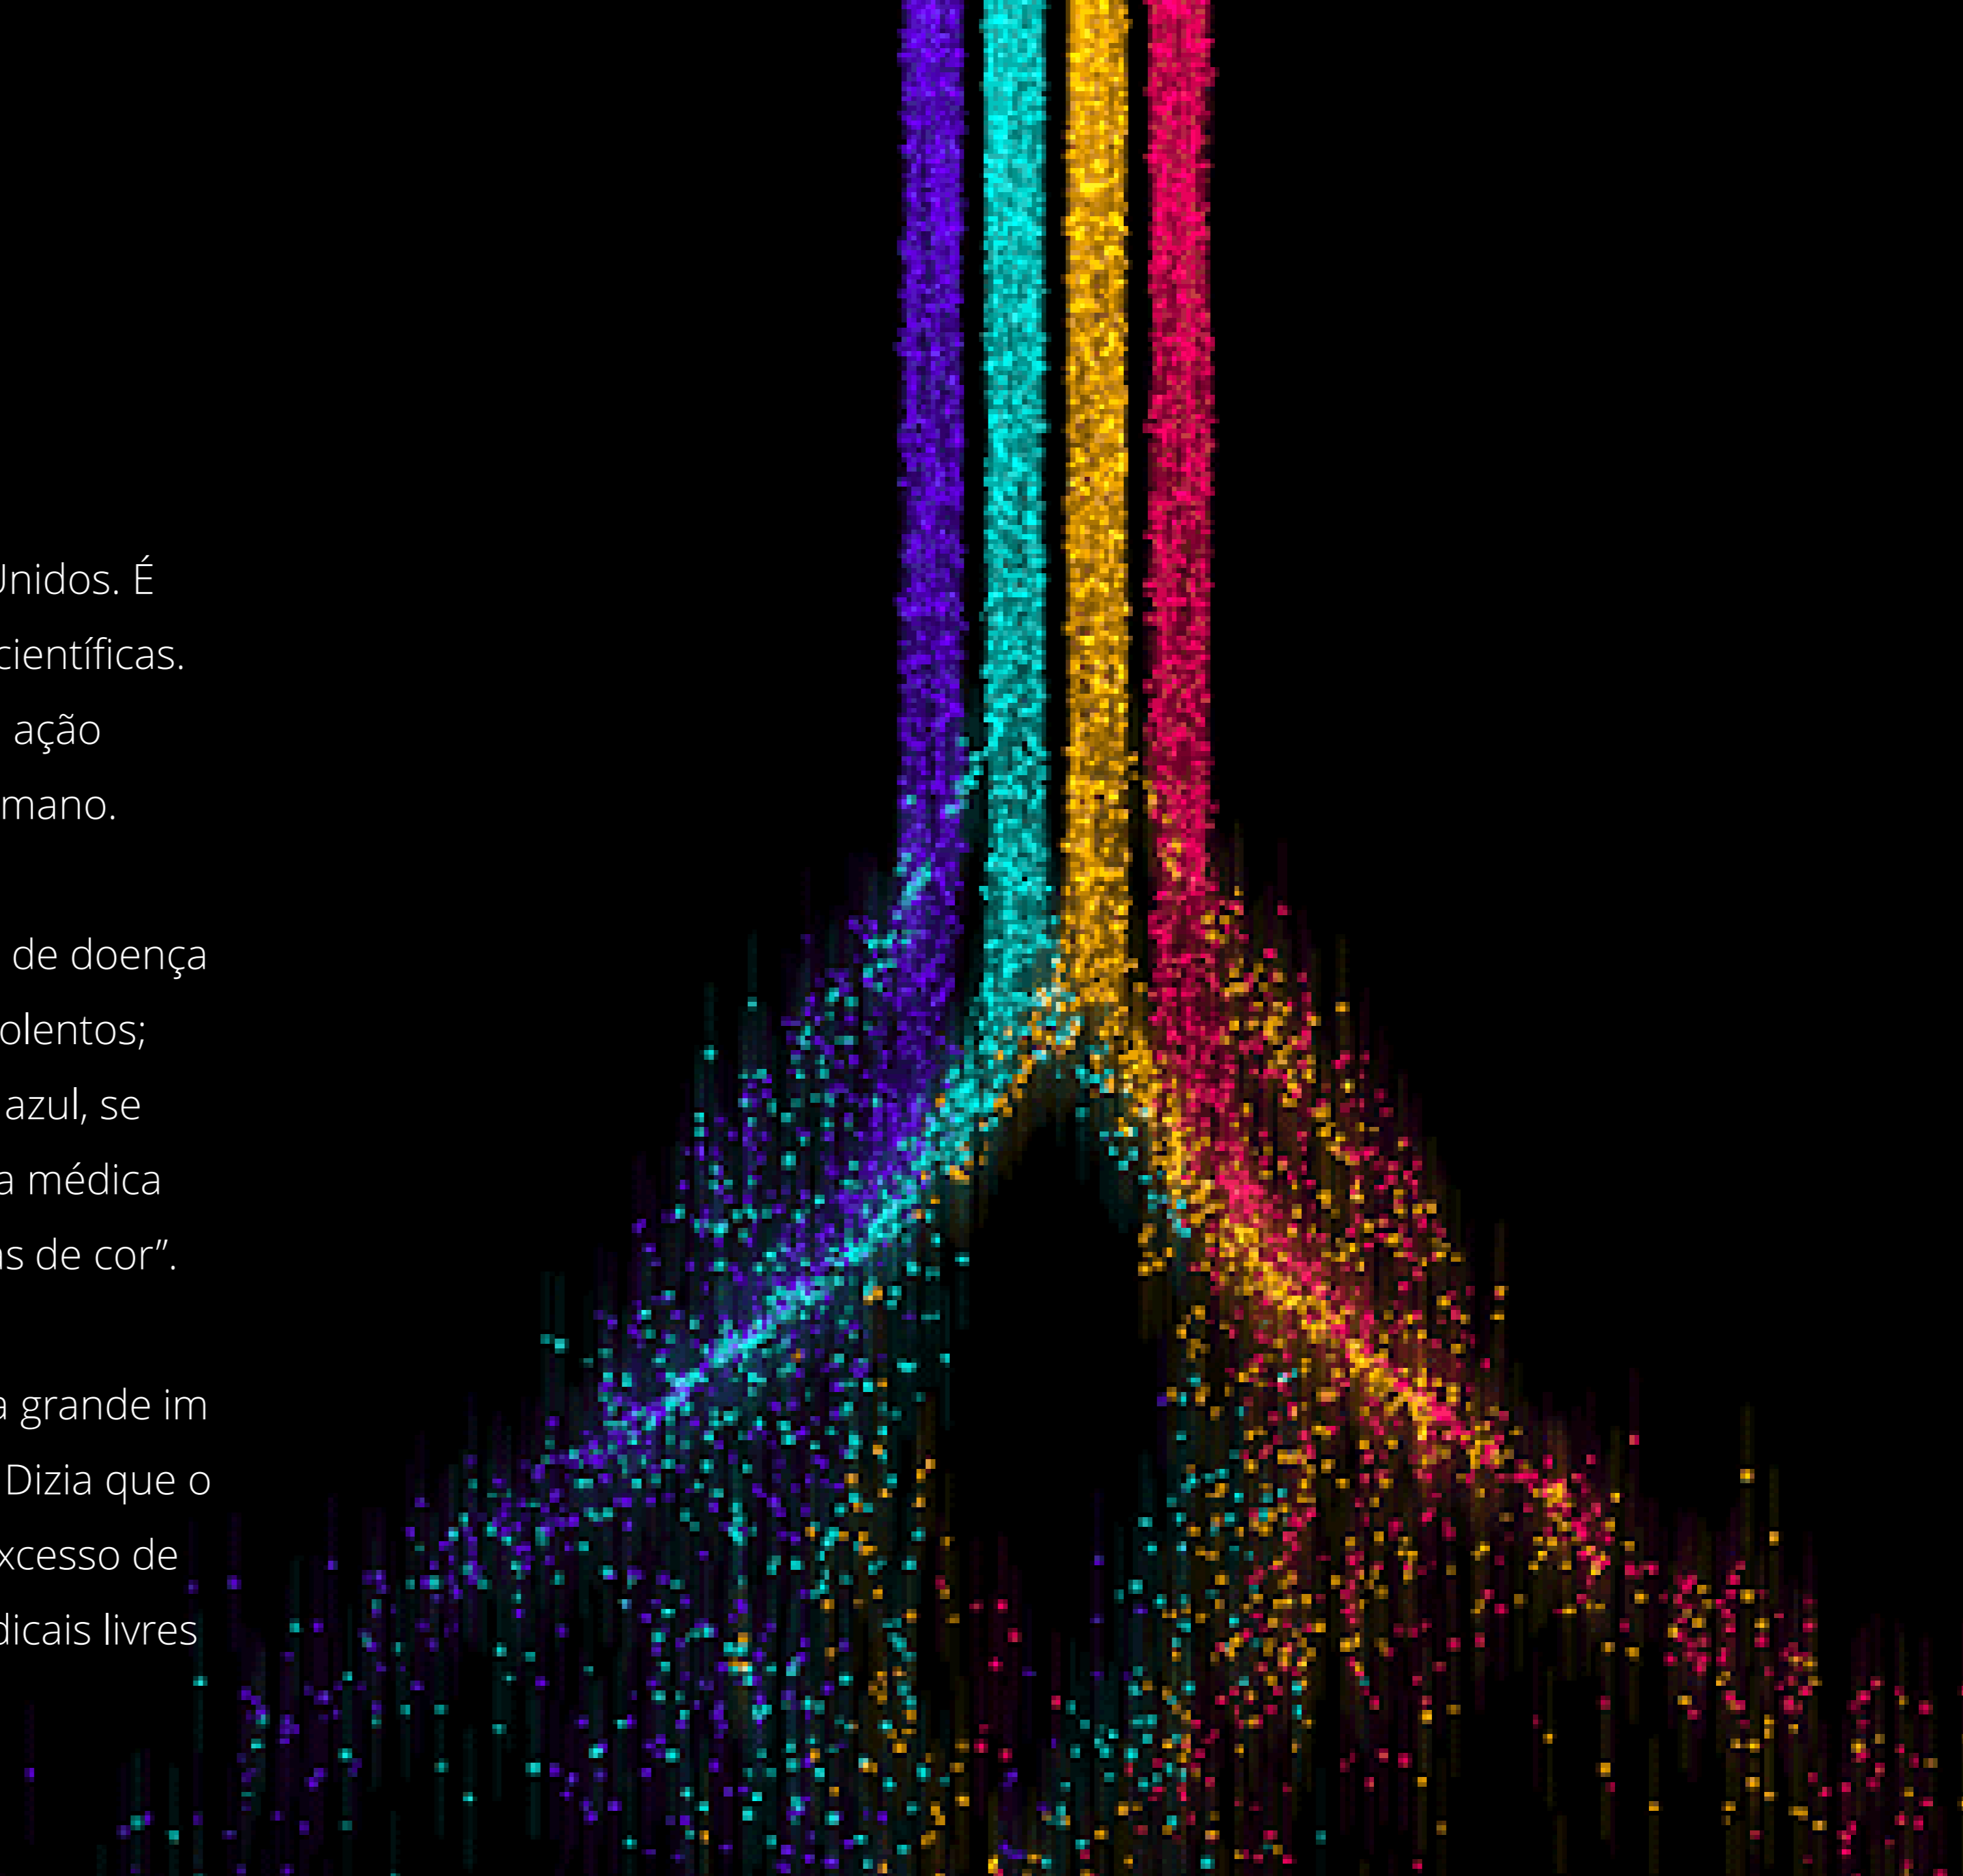 Unidos. É
científicas.
ação
mano.
de doença
olentos;
azul, se
a médica
as de cor”.
a grande im
Dizia que o
xcesso de
dicais livres